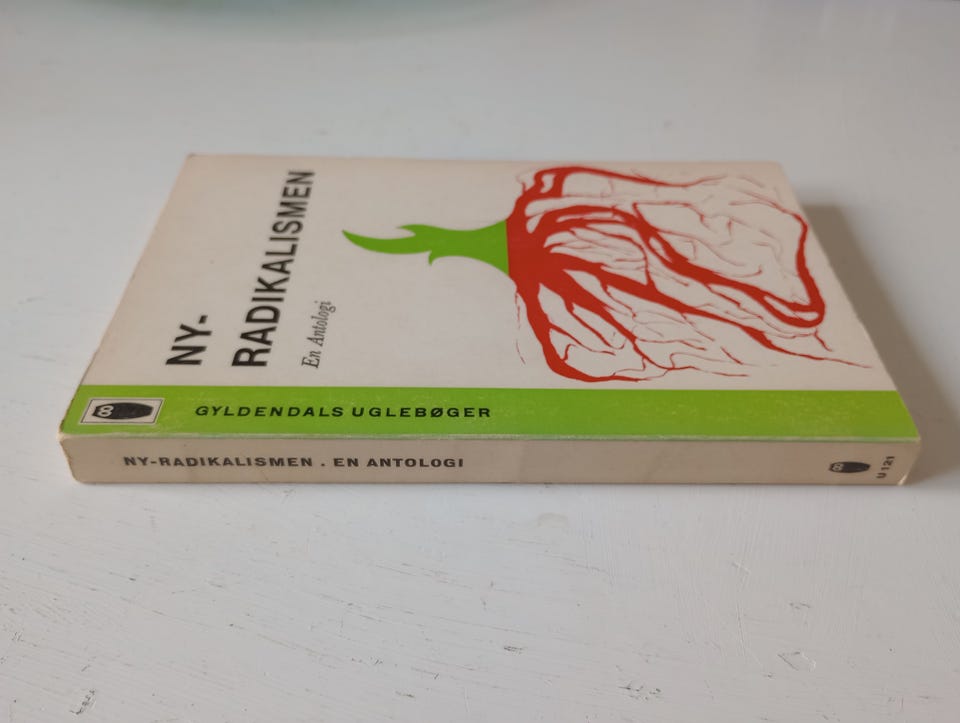 NY-
RADIKALISMEN
En Antologi
GYLDENDALS UGLEBØGER
NY-RADIKALISMEN . EN ANTOLOGI
U 121